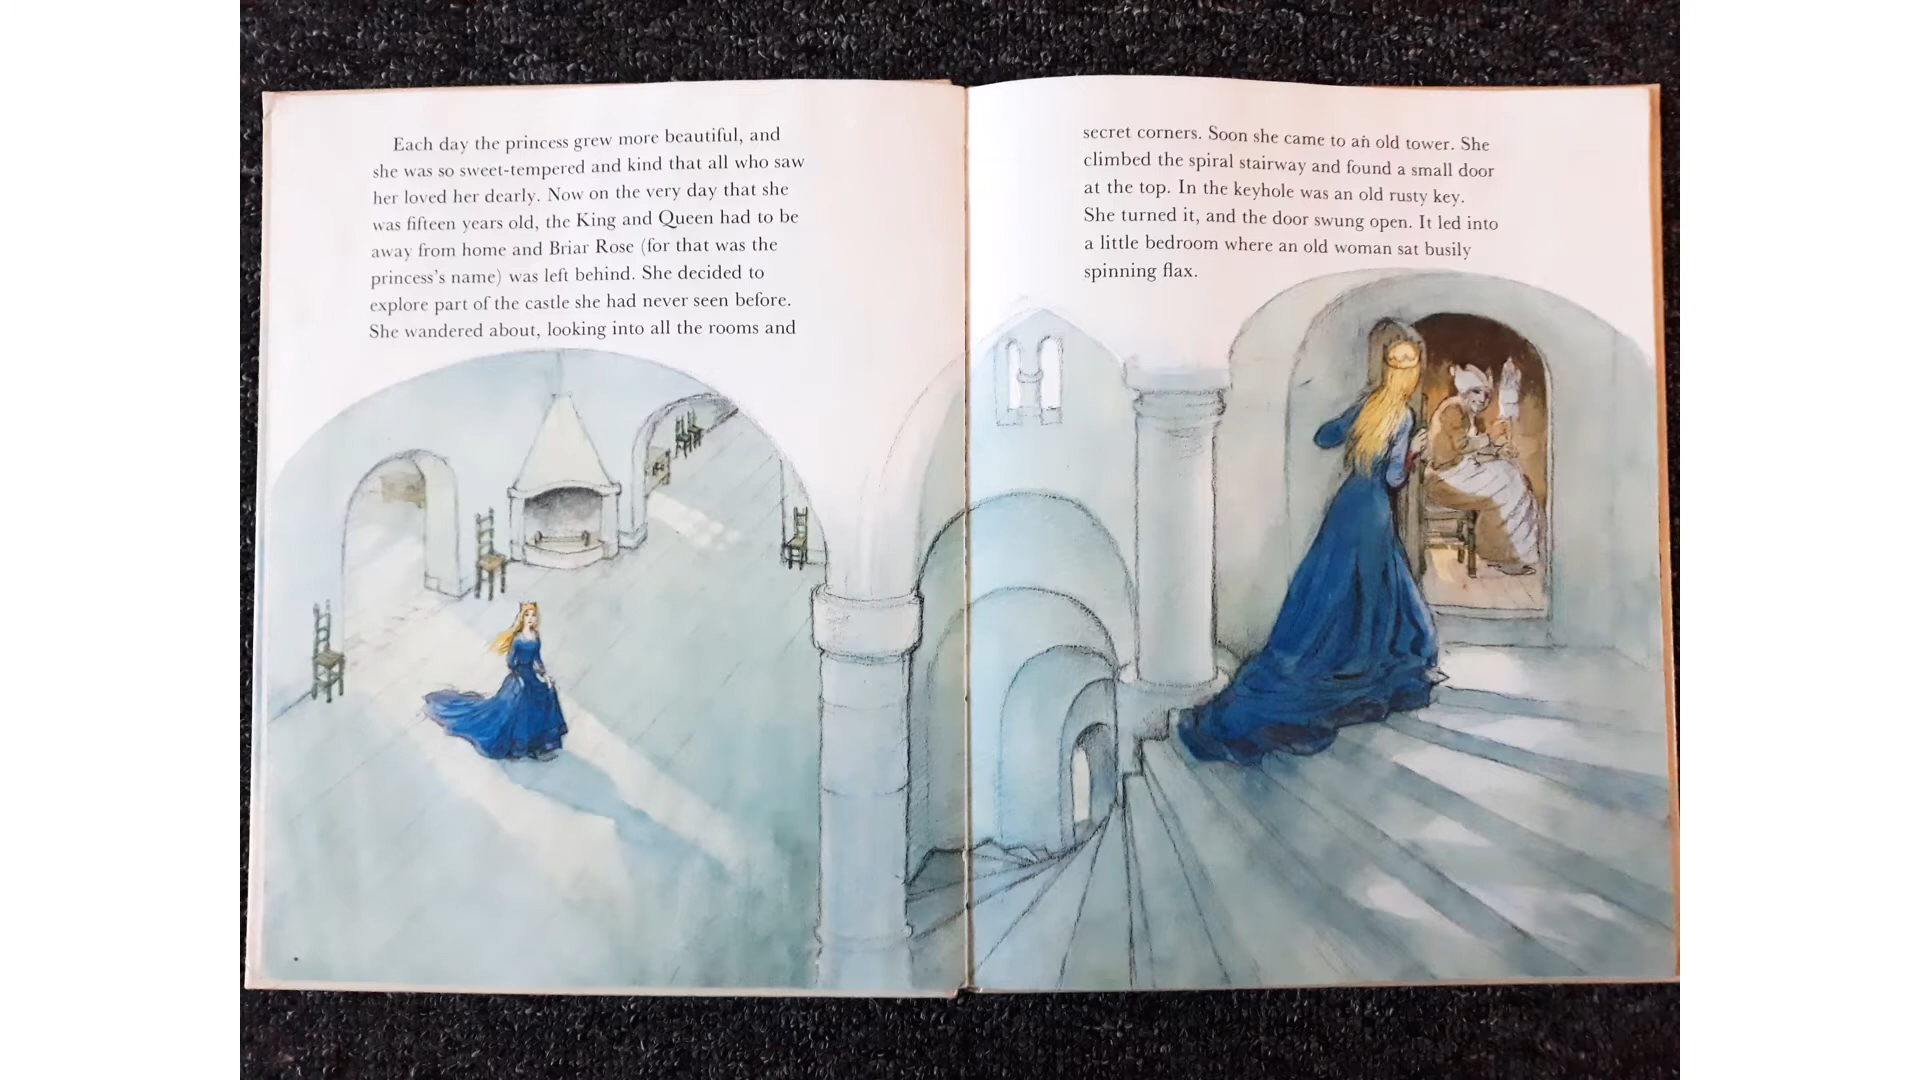 Each day the princess grew more beautiful, and
she was so sweet-tempered and kind that all who saw
her loved her dearly. Now on the very day that she
was fifteen years old, the King and Queen had to be
away from home and Briar Rose (for that was the
princess's name) was left behind. She decided to
explore part of the castle she had never seen before.
She wandered about, looking into all the rooms and
secret corners. Soon she came to an old tower. She
climbed the spiral stairway and found a small door
at the top. In the keyhole was an old rusty key.
She turned it, and the door swung open. It led into
a little bedroom where an old woman sat busily
spinning flax.